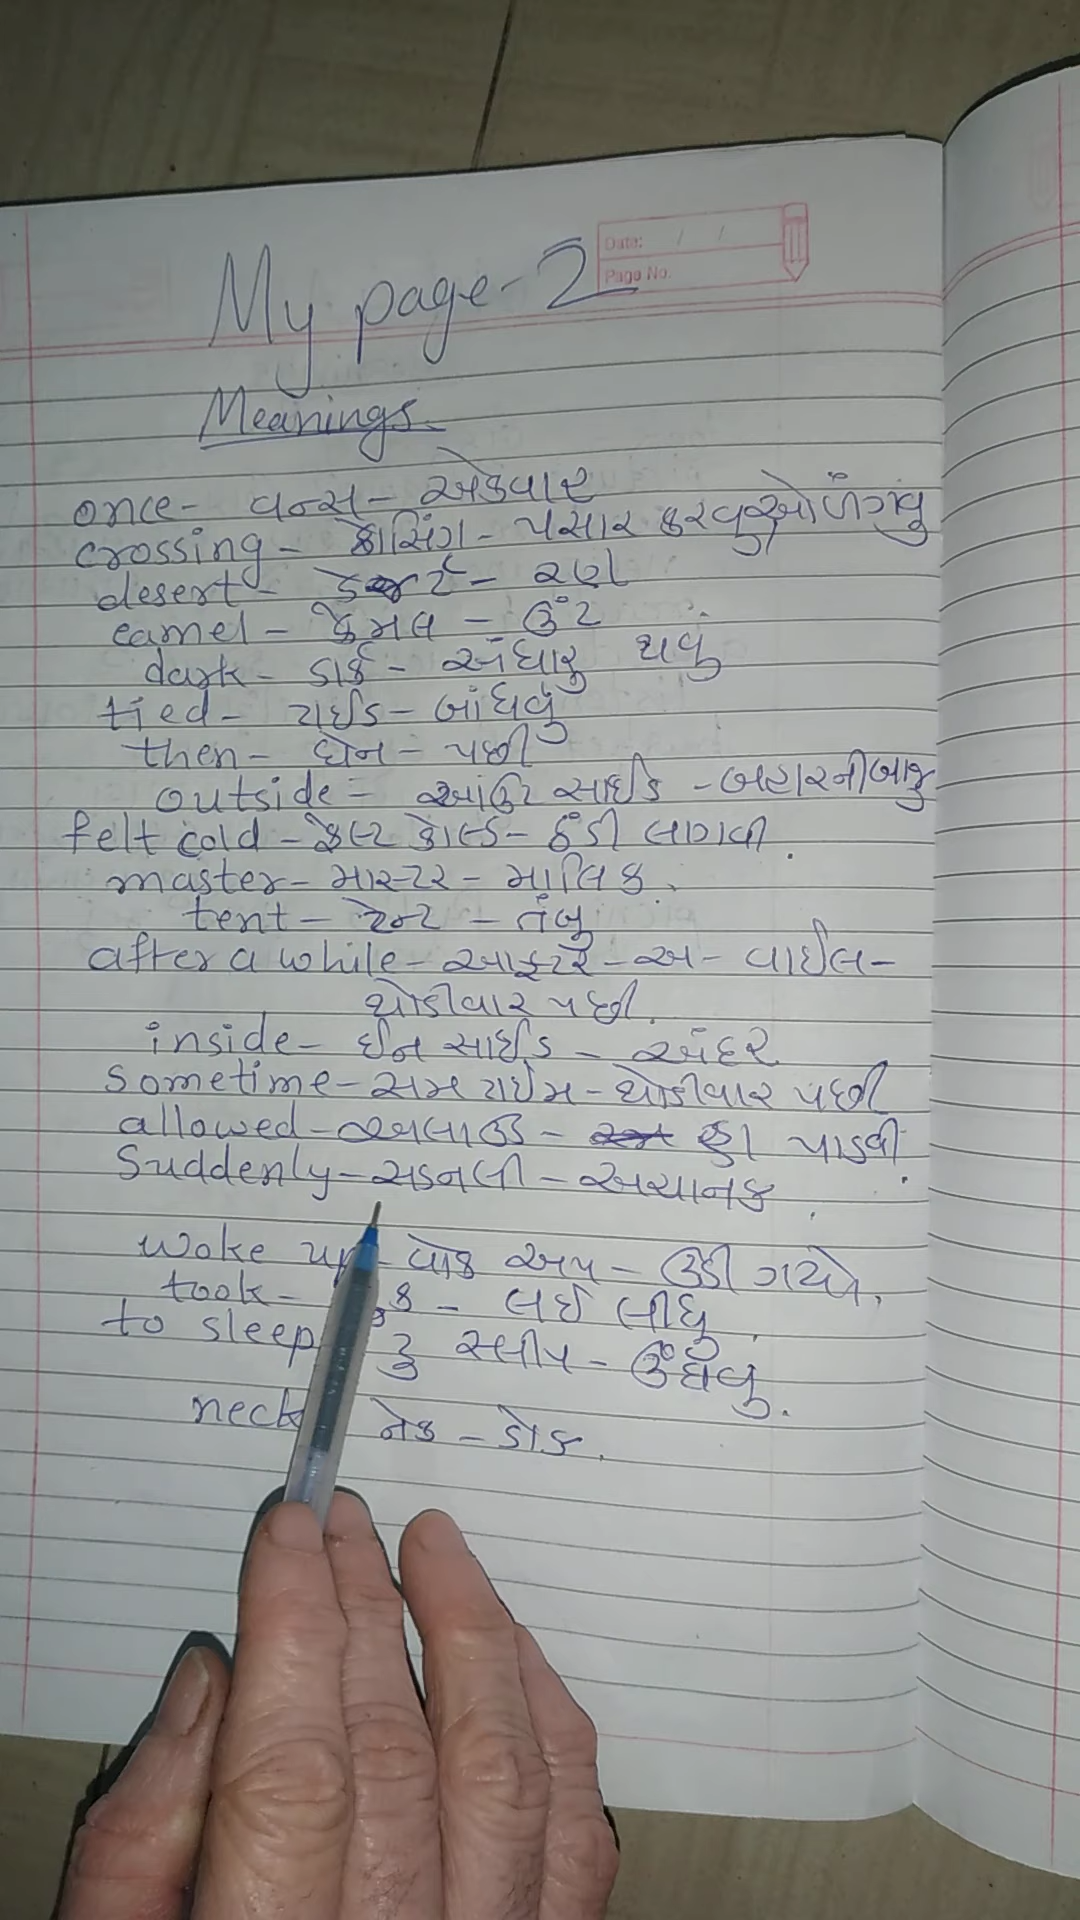 Date: / /
Page No.
My page-2
Meanings
once- વન્સ- એકવાર
crossing- ક્રોસિંગ- પસાર કરવુ, ઓળંગવુ
desert- ડેઝર્ટ- રણ
camel- કેમલ - ઉંટ
dark- ડાર્ક- અંધારુ થવું
tied- ટાઈડ- બાંધવું
then- ધેન- પછી
outside- આઉટ સાઈડ -બહારનીબાજુ
felt cold- ફેલ્ટ કોલ્ડ- ઠંડી લાગવી.
master- માસ્ટર- માલિક.
tent- ટેન્ટ - તંબુ
after a while- આફ્ટર- અ- વાઈલ-
થોડીવાર પછી.
inside- ઈન સાઈડ - અંદર
sometime- સમ ટાઈમ- થોડીવાર પછી
allowed- અલાઉડ- હા પાડવી.
Suddenly- સડનલી - અચાનક.
woke up- વોક અપ - ઉઠી ગયો.
took- ક - લઈ લીધુ.
to sleep ટુ સ્લીપ- ઉંઘવું.
neck નેક - ડોક.